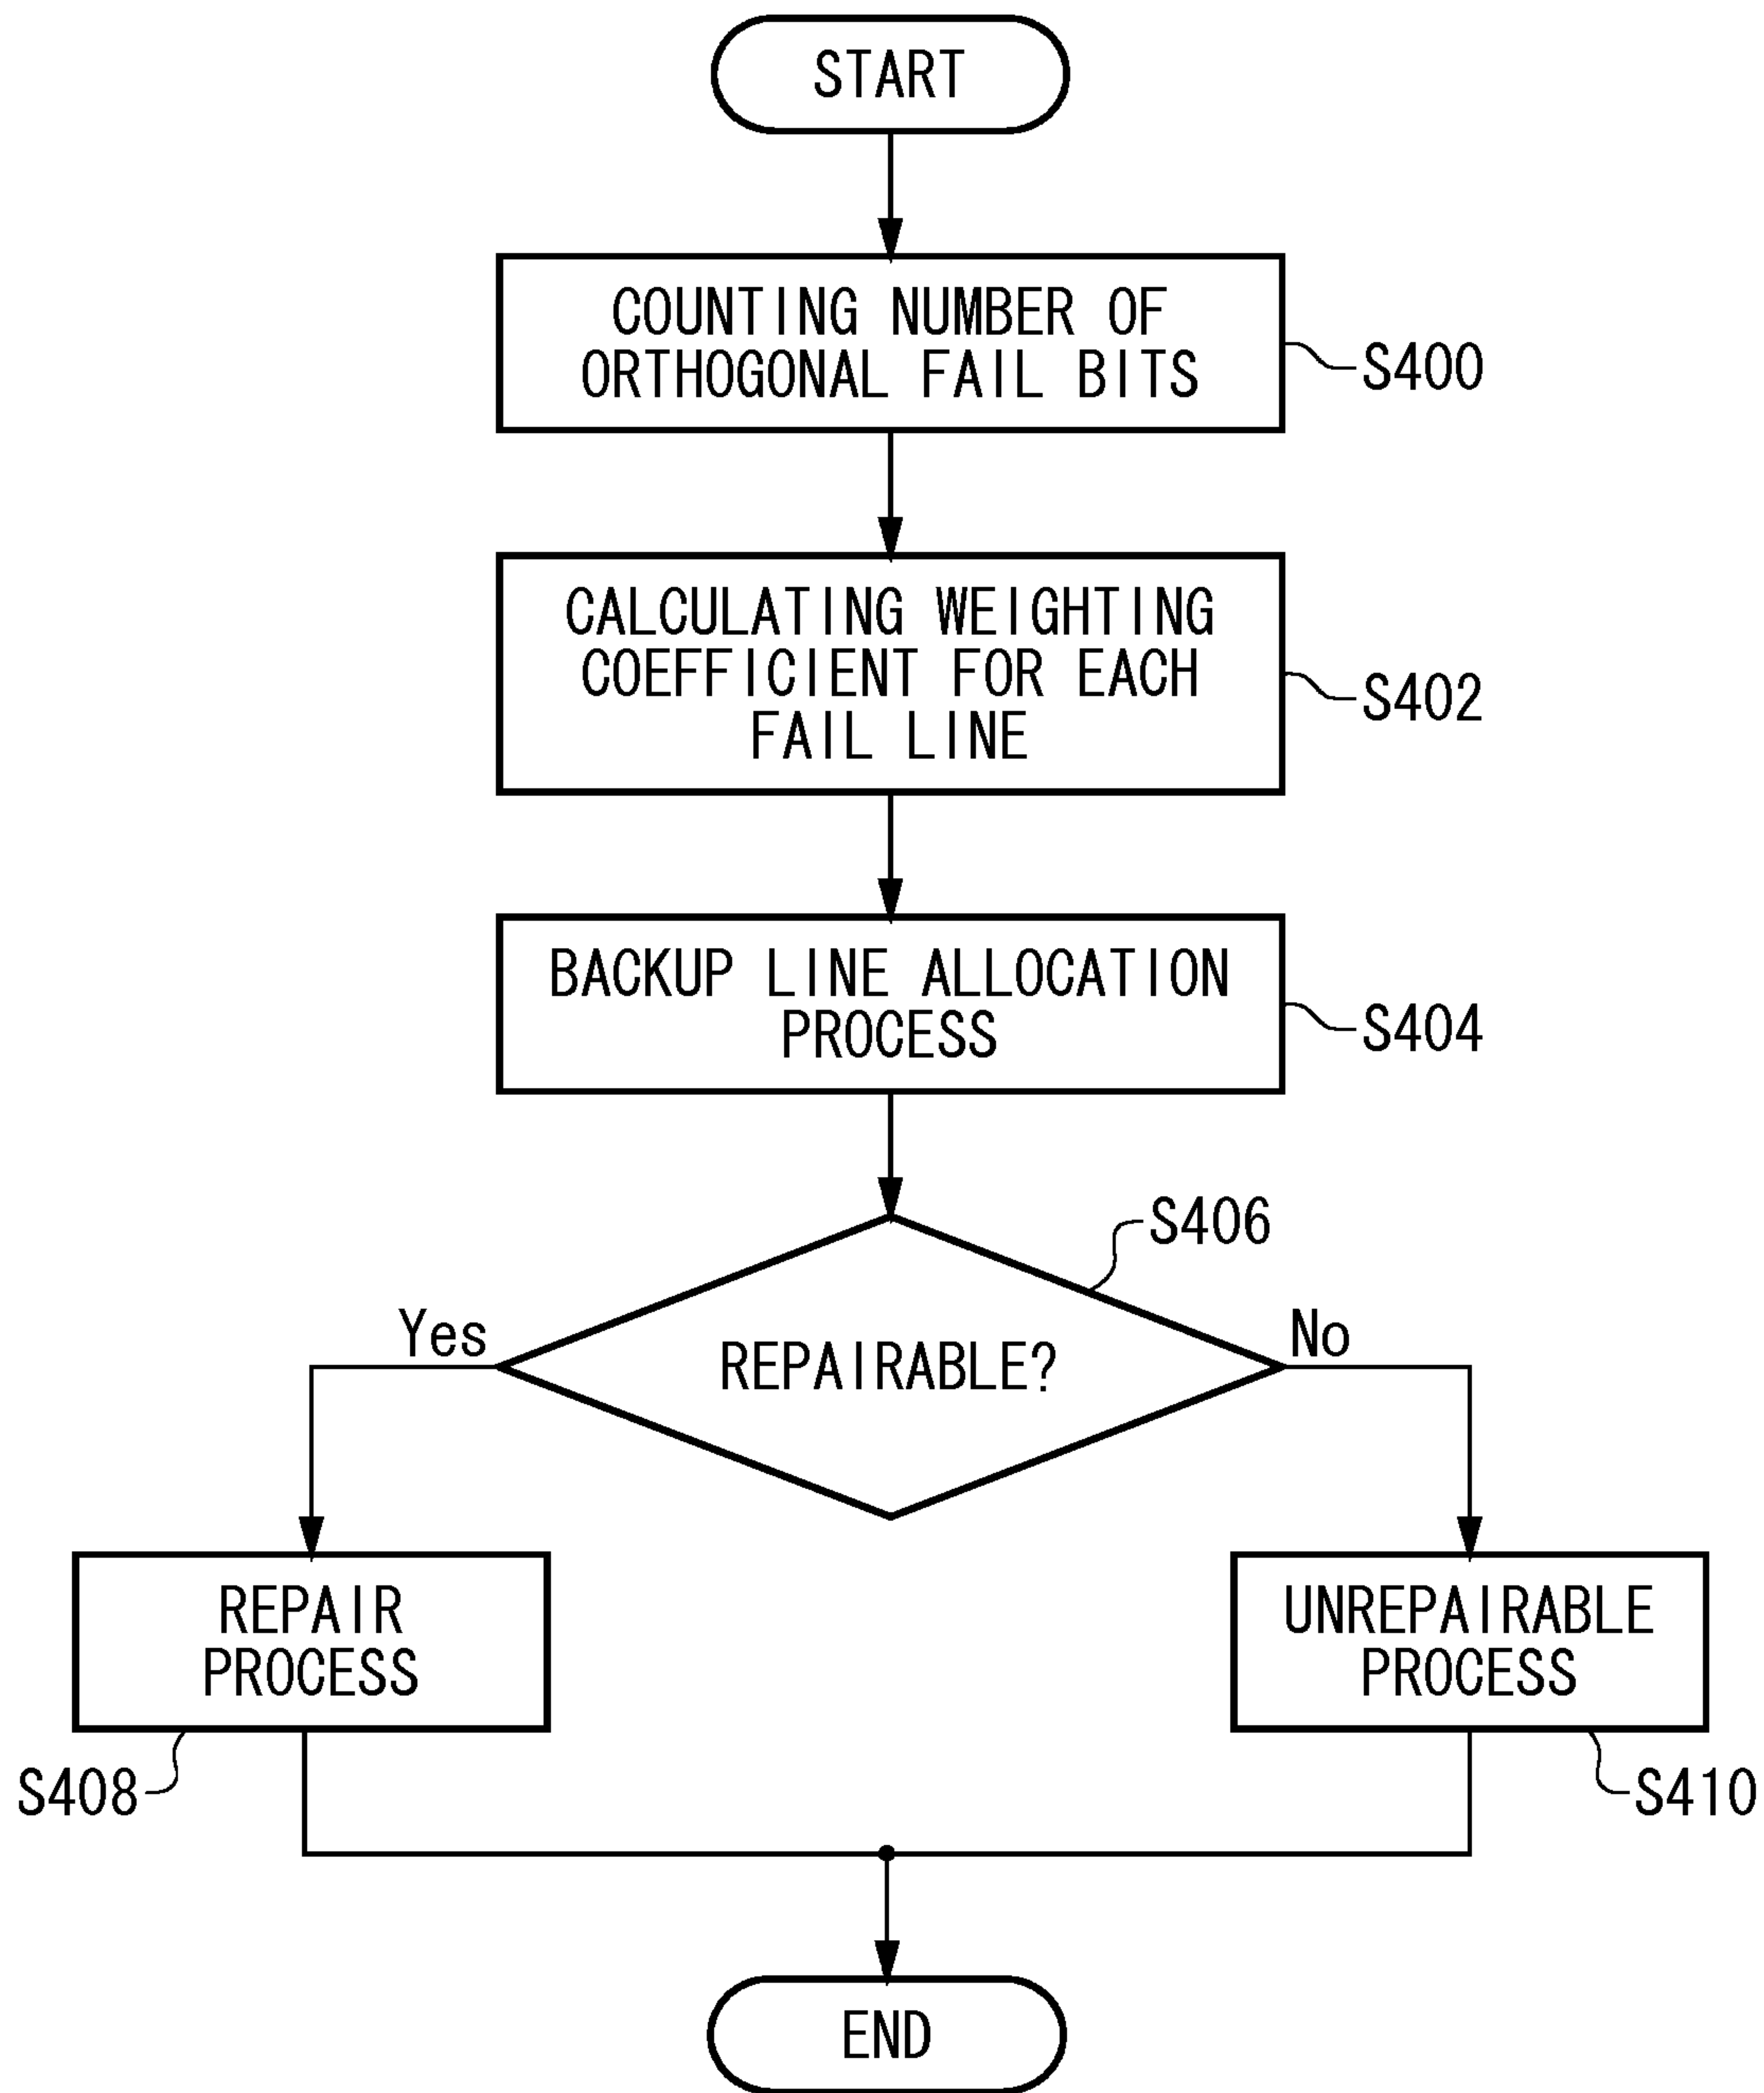 START
COUNTING NUMBER OF
ORTHOGONAL FAIL BITS
S400
CALCULATING WEIGHTING
COEFFICIENT FOR EACH
FAIL LINE
S402
BACKUP LINE ALLOCATION
PROCESS
S404
S406
Yes
REPAIRABLE?
No
REPAIR
PROCESS
S408
UNREPAIRABLE
PROCESS
S410
END